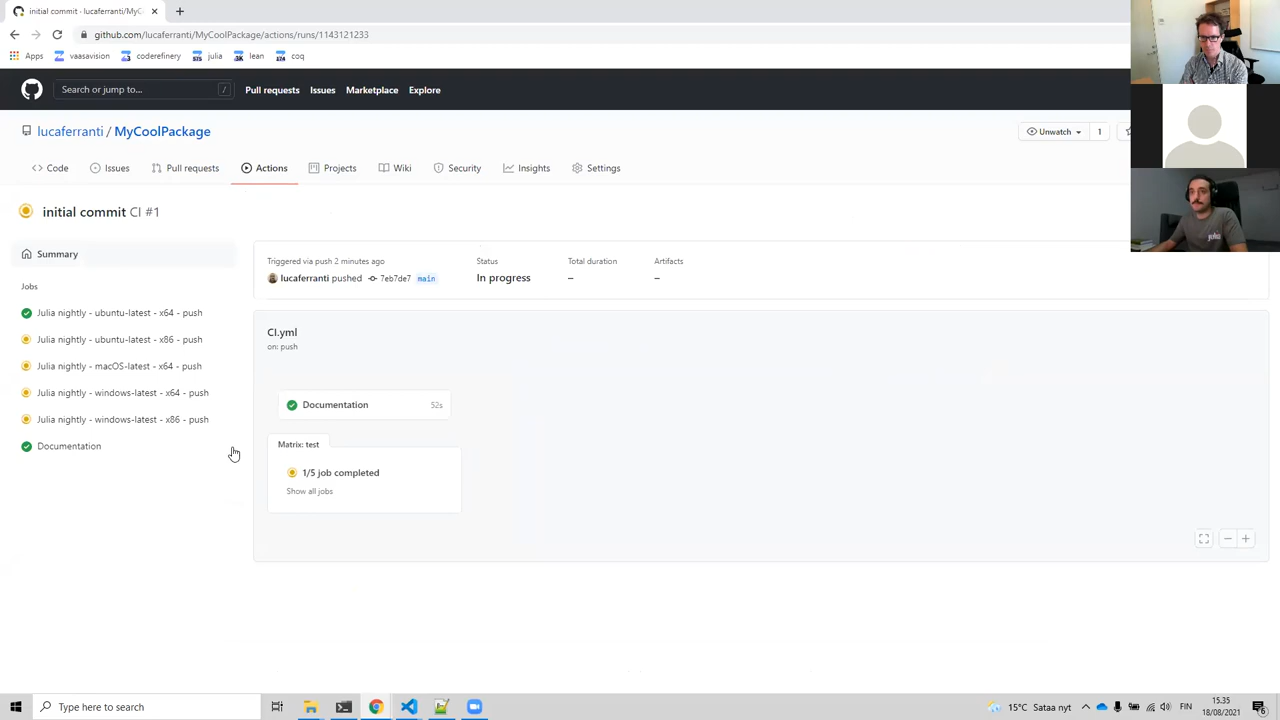 initial commit - lucaferranti/MyC
github.com/lucaferranti/MyCoolPackage/actions/runs/1143121233
Apps vaasavision coderefinery julia lean coq
Search or jump to... /
Pull requests Issues Marketplace Explore
lucaferranti / MyCoolPackage
Unwatch 1
Code Issues Pull requests Actions Projects Wiki Security Insights Settings
initial commit CI #1
Summary
Jobs
Julia nightly - ubuntu-latest - x64 - push
Julia nightly - ubuntu-latest - x86 - push
Julia nightly - macOS-latest - x64 - push
Julia nightly - windows-latest - x64 - push
Julia nightly - windows-latest - x86 - push
Documentation
Triggered via push 2 minutes ago Status Total duration Artifacts
lucaferranti pushed 7eb7de7 main In progress – –
CI.yml
on: push
Documentation 52s
Matrix: test
1/5 job completed
Show all jobs
Type here to search
15°C Sataa nyt FIN
15.35
18/08/2021